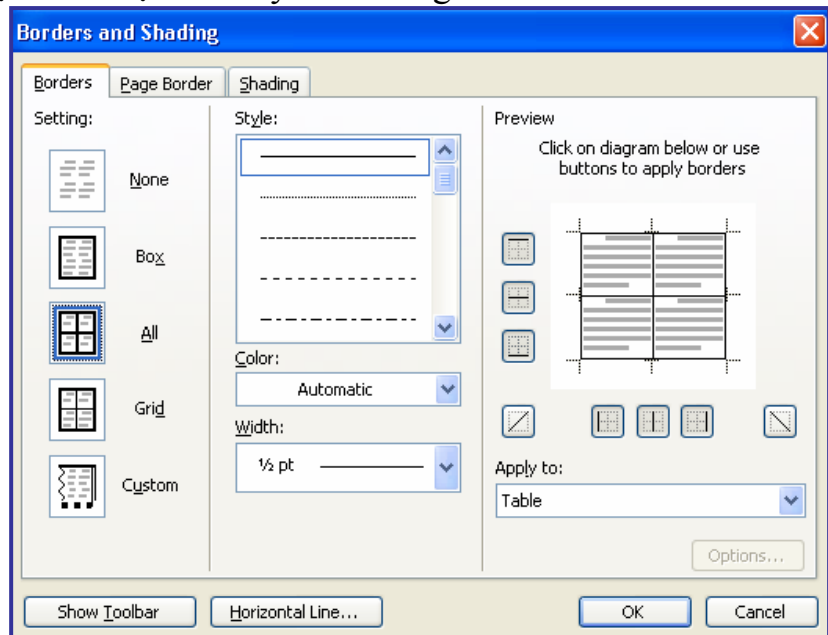 Borders and Shading
Borders
Page Border
Shading
Setting:
None
Box
All
Grid
Custom
Style:
Color:
Automatic
Width:
½ pt
Preview
Click on diagram below or use
buttons to apply borders
Apply to:
Table
Options...
Show Toolbar
Horizontal Line...
OK
Cancel